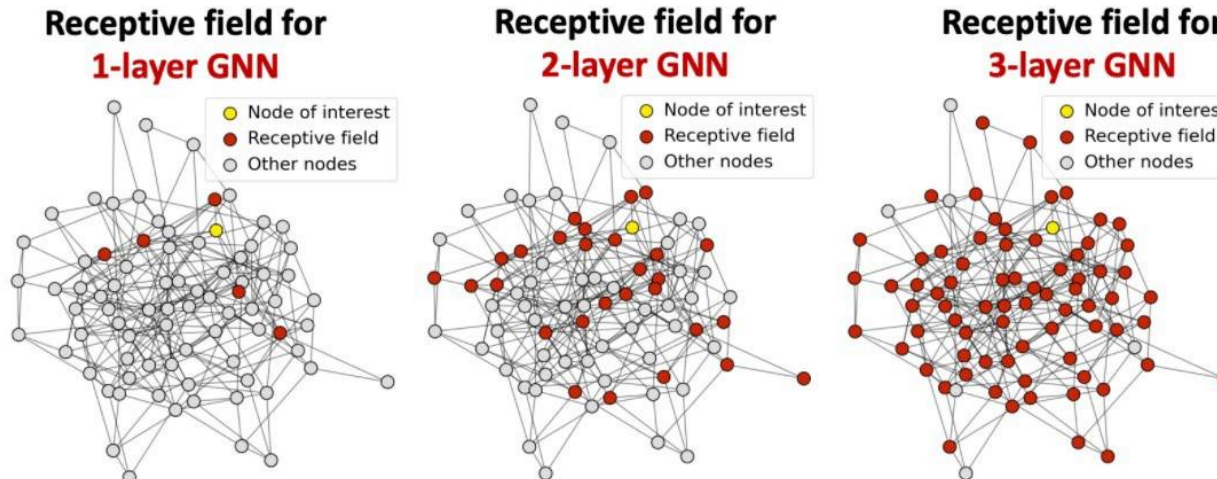 Receptive field for
1-layer GNN
Node of interest
Receptive field
Other nodes
Receptive field for
2-layer GNN
Node of interest
Receptive field
Other nodes
Receptive field for
3-layer GNN
Node of interest
Receptive field
Other nodes